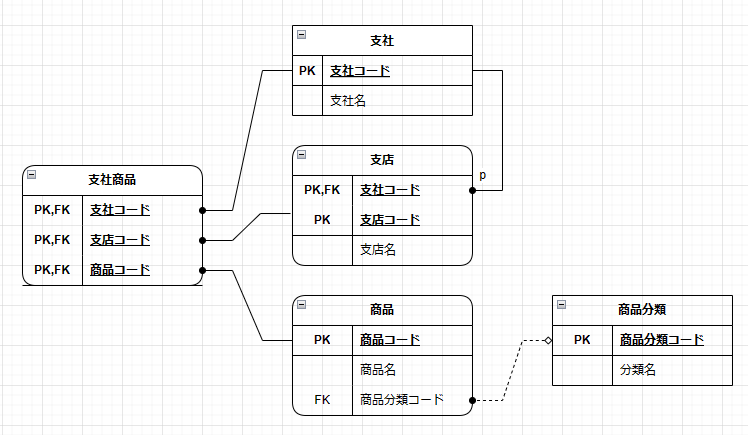 支社
PK 支社コード
支社名
支店
p
PK,FK 支社コード
PK 支店コード
支店名
支社商品
PK,FK 支社コード
PK,FK 支店コード
PK,FK 商品コード
商品
PK 商品コード
商品名
FK 商品分類コード
商品分類
PK 商品分類コード
分類名